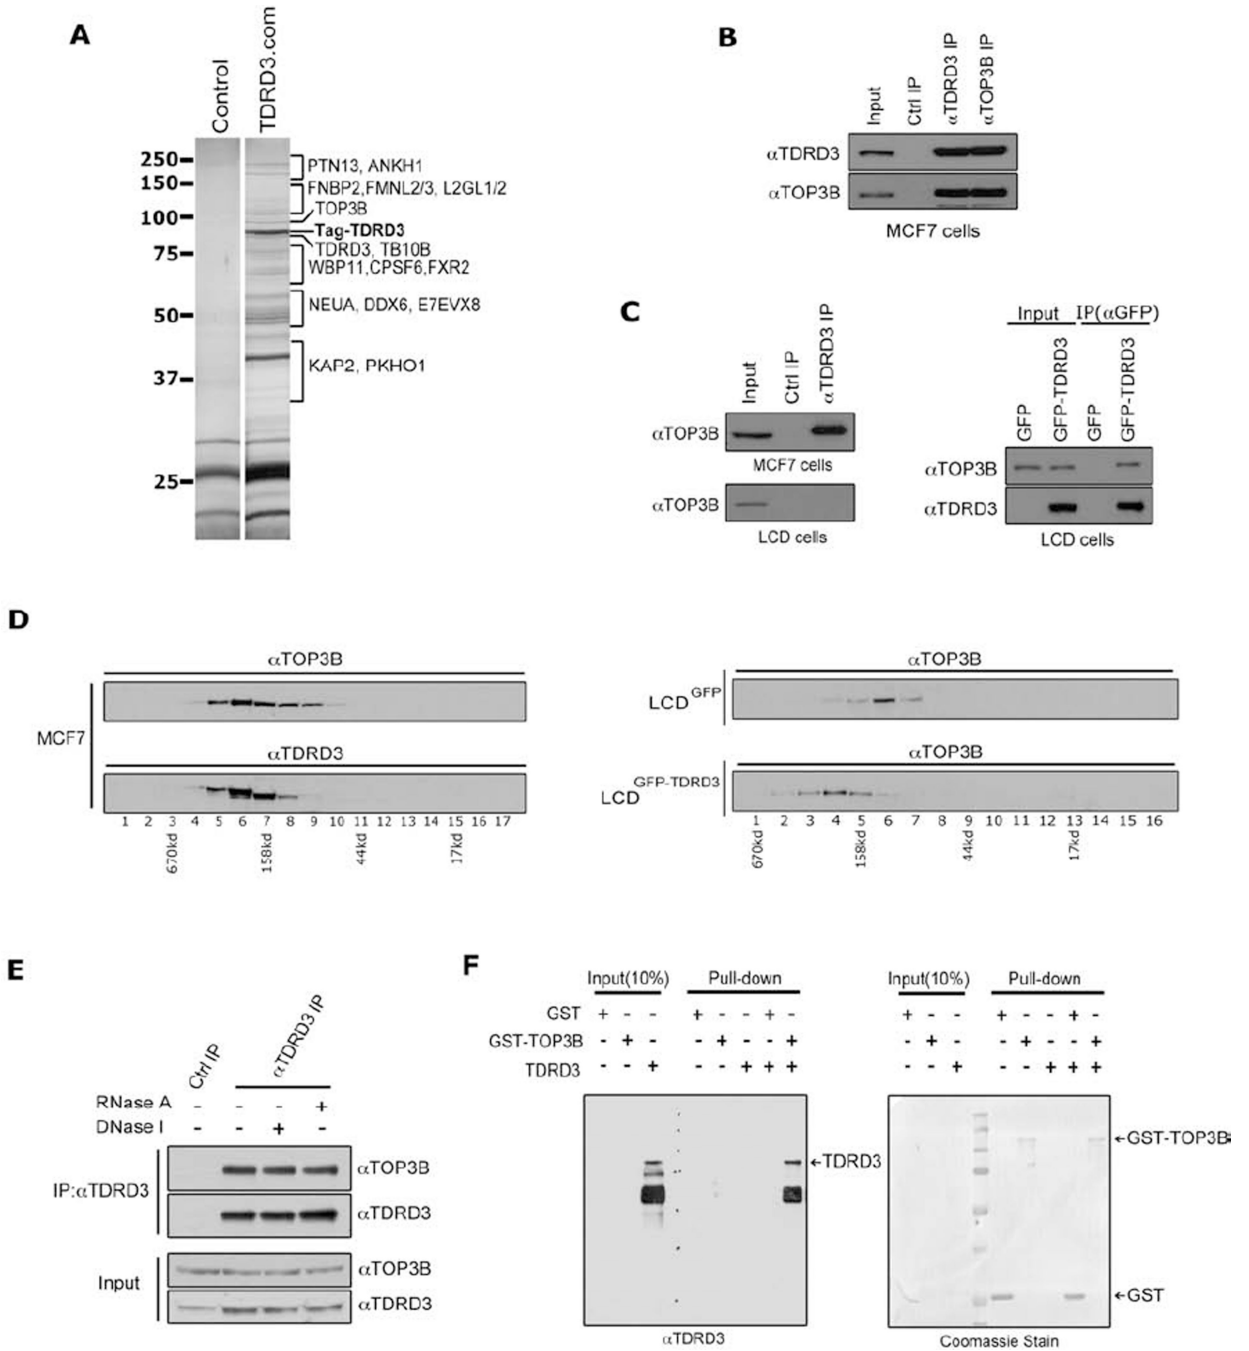 A
Control
TDRD3.com
250
150
100
75
50
37
25
PTN13, ANKH1
FNBP2,FMNL2/3, L2GL1/2
TOP3B
Tag-TDRD3
TDRD3, TB10B
WBP11,CPSF6,FXR2
NEUA, DDX6, E7EVX8
KAP2, PKHO1
B
Input
Ctrl IP
αTDRD3 IP
αTOP3B IP
αTDRD3
αTOP3B
MCF7 cells
C
Input
Ctrl IP
αTDRD3 IP
αTOP3B
MCF7 cells
αTOP3B
LCD cells
Input IP(αGFP)
GFP
GFP-TDRD3
GFP
GFP-TDRD3
αTOP3B
αTDRD3
LCD cells
D
αTOP3B
MCF7
αTDRD3
1 2 3 4 5 6 7 8 9 10 11 12 13 14 15 16 17
670kd 158kd 44kd 17kd
αTOP3B
LCD GFP
αTOP3B
LCD GFP-TDRD3
1 2 3 4 5 6 7 8 9 10 11 12 13 14 15 16
670kd 158kd 44kd 17kd
E
Ctrl IP
αTDRD3 IP
RNase A - - - +
DNase I - - + -
IP:αTDRD3
αTOP3B
αTDRD3
Input
αTOP3B
αTDRD3
F
Input(10%) Pull-down
GST + - - + - - + -
GST-TOP3B - + - - + - - +
TDRD3 - - + - - + + +
←TDRD3
αTDRD3
Input(10%) Pull-down
+ - - + - - + -
- + - - + - - +
- - + - - + + +
←GST-TOP3B
←GST
Coomassie Stain